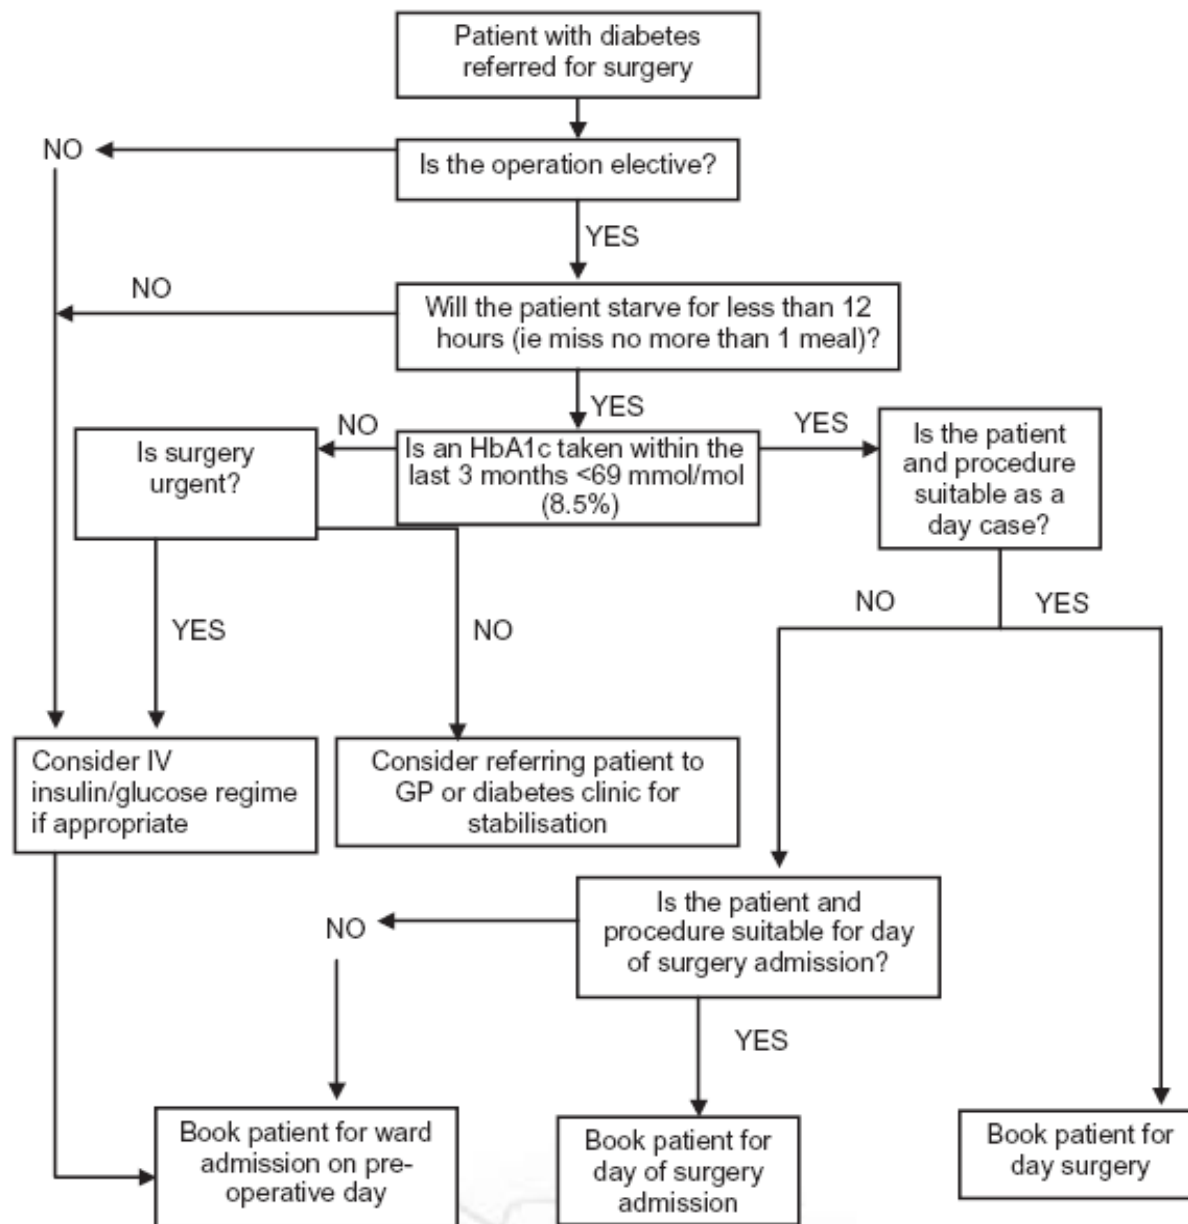 Patient with diabetes
referred for surgery
NO
Is the operation elective?
YES
NO
Will the patient starve for less than 12
hours (ie miss no more than 1 meal)?
YES
NO
YES
Is surgery
urgent?
Is an HbA1c taken within the
last 3 months <69 mmol/mol
(8.5%)
Is the patient
and procedure
suitable as a
day case?
YES
NO
NO
YES
Consider IV
insulin/glucose regime
if appropriate
Consider referring patient to
GP or diabetes clinic for
stabilisation
Is the patient and
procedure suitable for day
of surgery admission?
NO
YES
Book patient for ward
admission on pre-
operative day
Book patient for
day of surgery
admission
Book patient for
day surgery